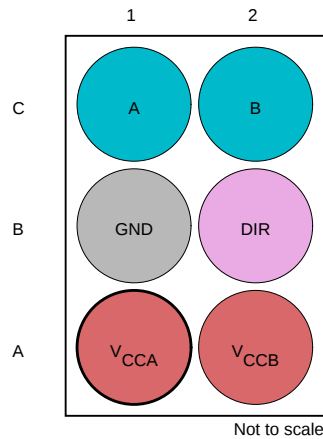 1 2
C A B
B GND DIR
A VCCA VCCB
Not to scale